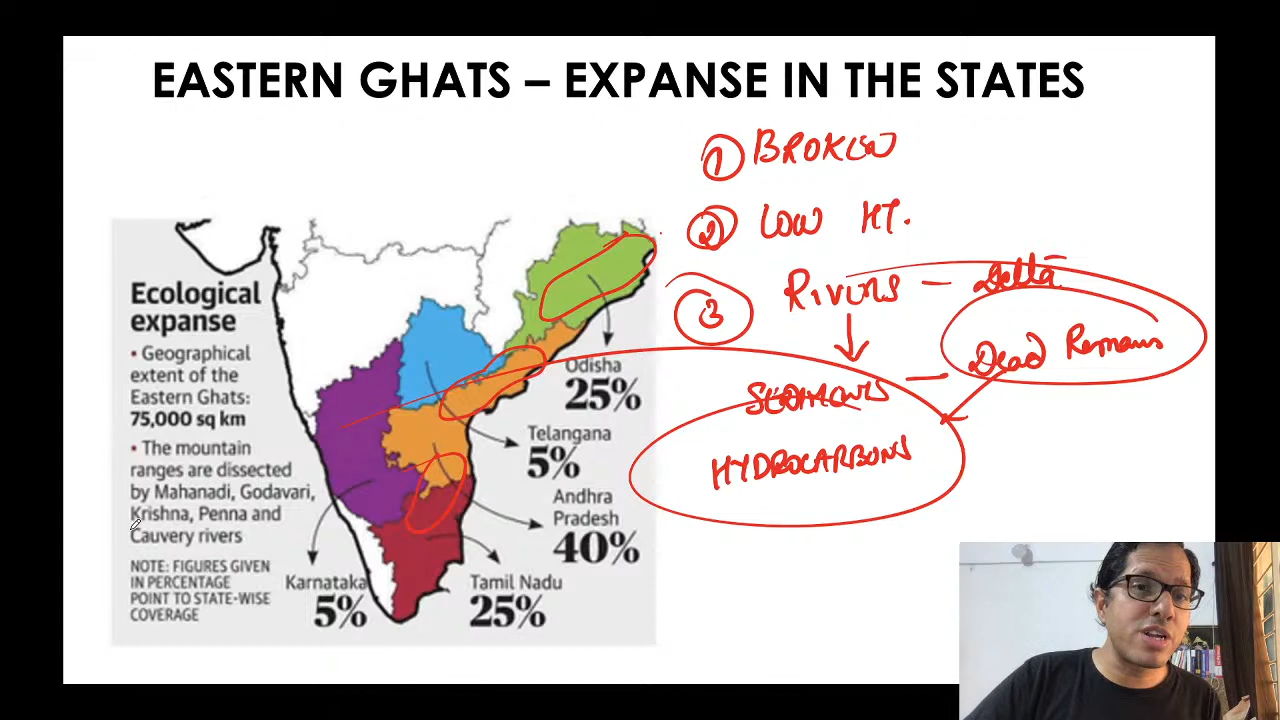 EASTERN GHATS – EXPANSE IN THE STATES
① BROKEN
② LOW HT.
③ RIVERS – Delta
SEDIMENTS – Dead Remains
HYDROCARBONS
Ecological
expanse
• Geographical
extent of the
Eastern Ghats:
75,000 sq km
• The mountain
ranges are dissected
by Mahanadi, Godavari,
Krishna, Penna and
Cauvery rivers
NOTE: FIGURES GIVEN
IN PERCENTAGE
POINT TO STATE-WISE
COVERAGE
Odisha
25%
Telangana
5%
Andhra
Pradesh
40%
Karnataka
5%
Tamil Nadu
25%